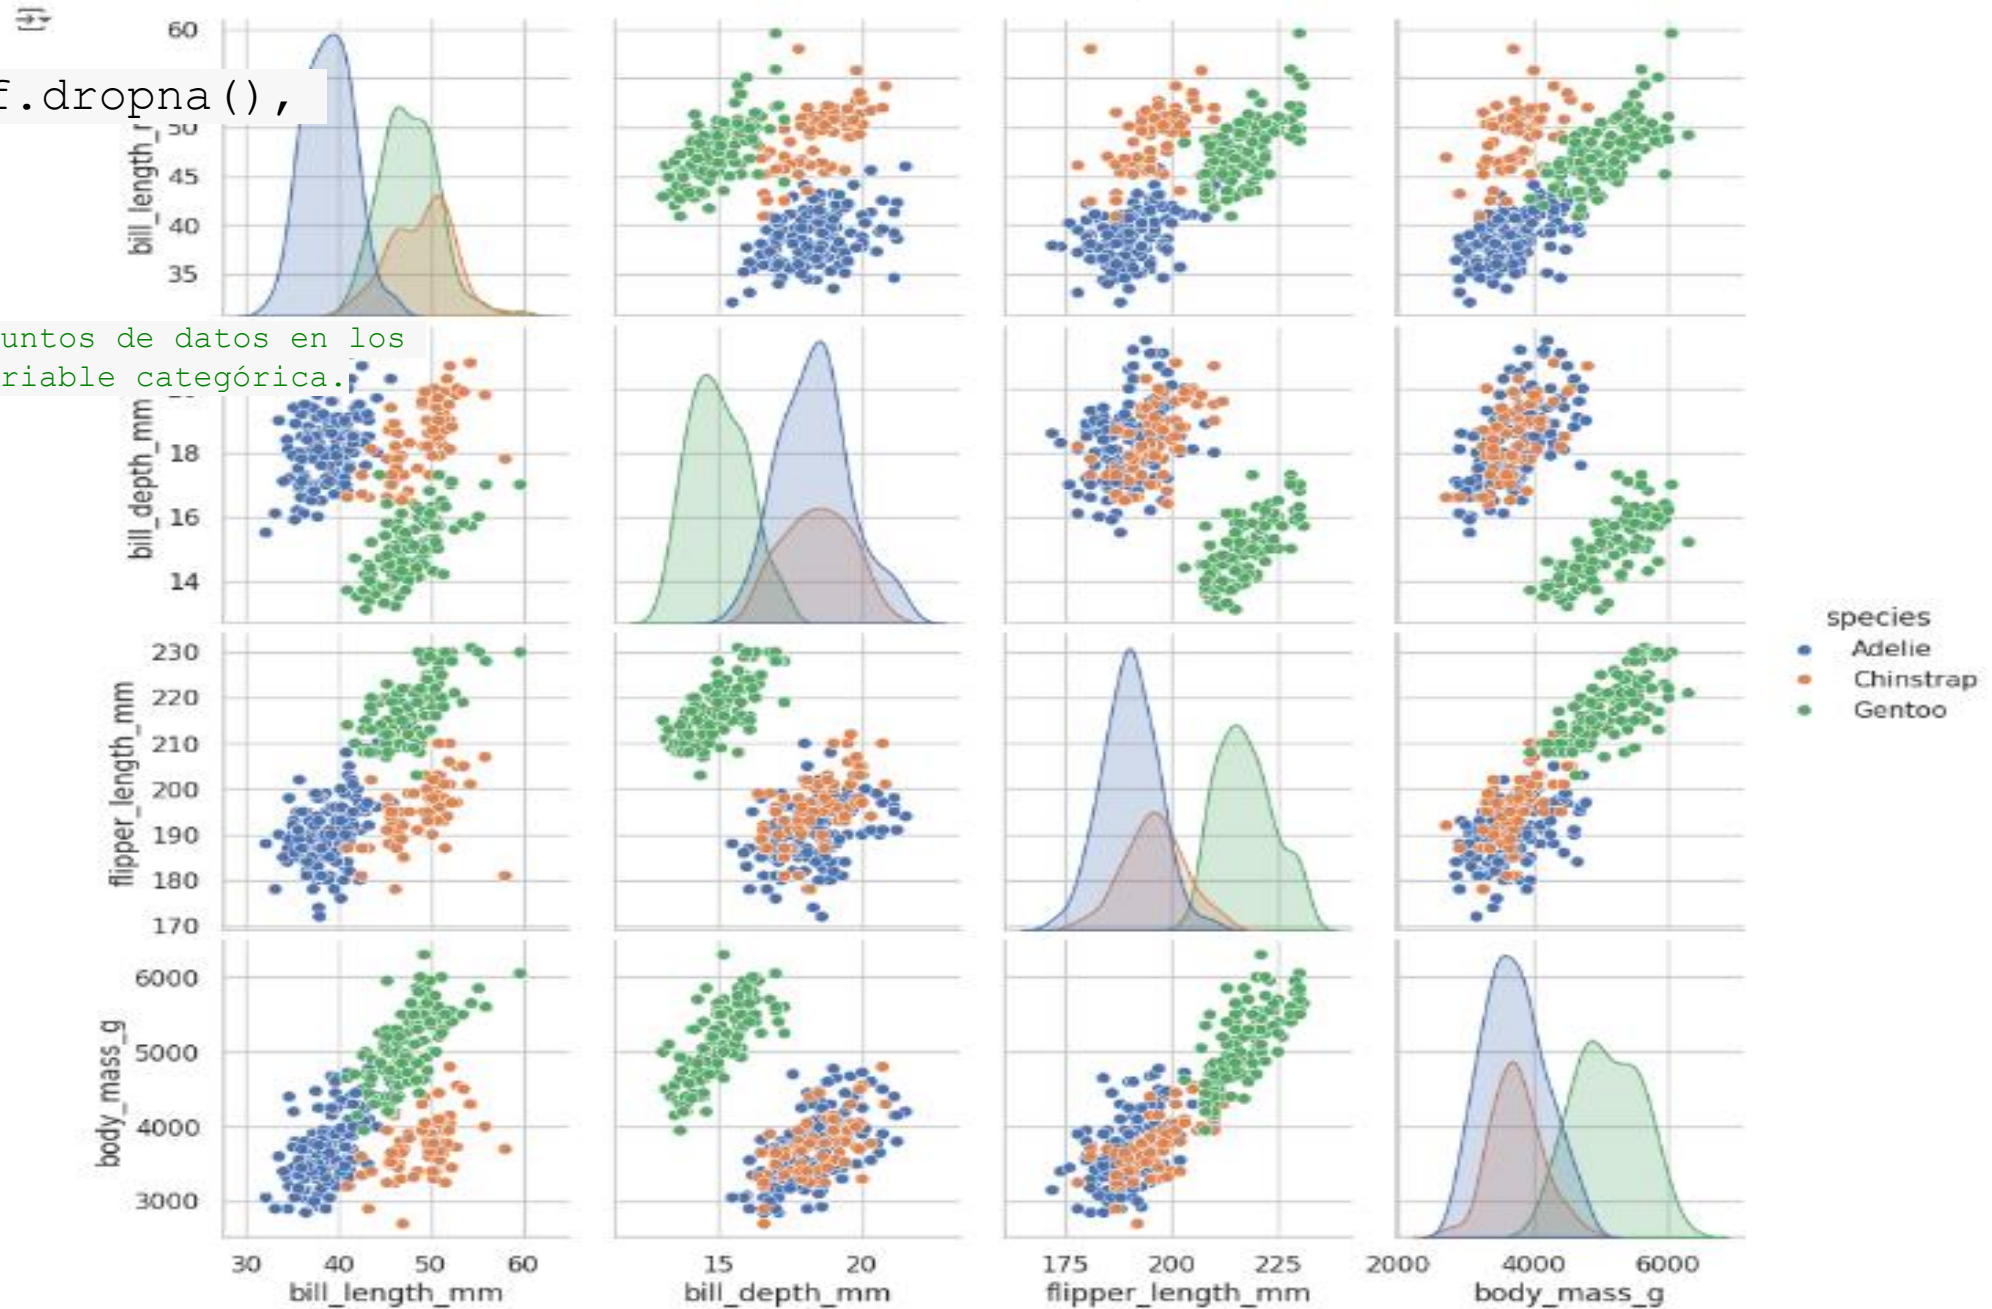 60
f.dropna(),
50
45
40
35
untos de datos en los
riable categórica.
bill_depth_mm
18
16
14
species
Adelie
Chinstrap
Gentoo
flipper_length_mm
230
220
210
200
190
180
170
body_mass_g
6000
5000
4000
3000
30 40 50 60 15 20 175 200 225 2000 4000 6000
bill_length_mm bill_depth_mm flipper_length_mm body_mass_g